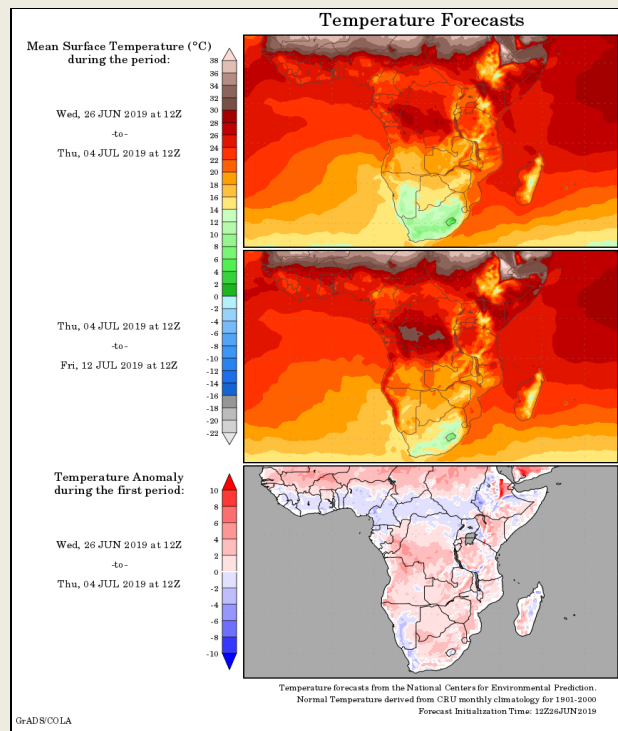 Temperature Forecasts
Mean Surface Temperature (°C)
during the period:
Wed, 26 JUN 2019 at 12Z
-to-
Thu, 04 JUL 2019 at 12Z
38
36
34
32
30
28
26
24
22
20
18
16
14
12
10
8
6
4
2
0
-2
-4
-6
-8
-10
-12
-14
-16
-18
-20
-22
Thu, 04 JUL 2019 at 12Z
-to-
Fri, 12 JUL 2019 at 12Z
Temperature Anomaly
during the first period:
Wed, 26 JUN 2019 at 12Z
-to-
Thu, 04 JUL 2019 at 12Z
10
8
6
4
2
0
-2
-4
-6
-8
-10
Temperature forecasts from the National Centers for Environmental Prediction.
Normal Temperature derived from CRU monthly climatology for 1901-2000
Forecast Initialization Time: 12Z26JUN2019
GrADS/COLA